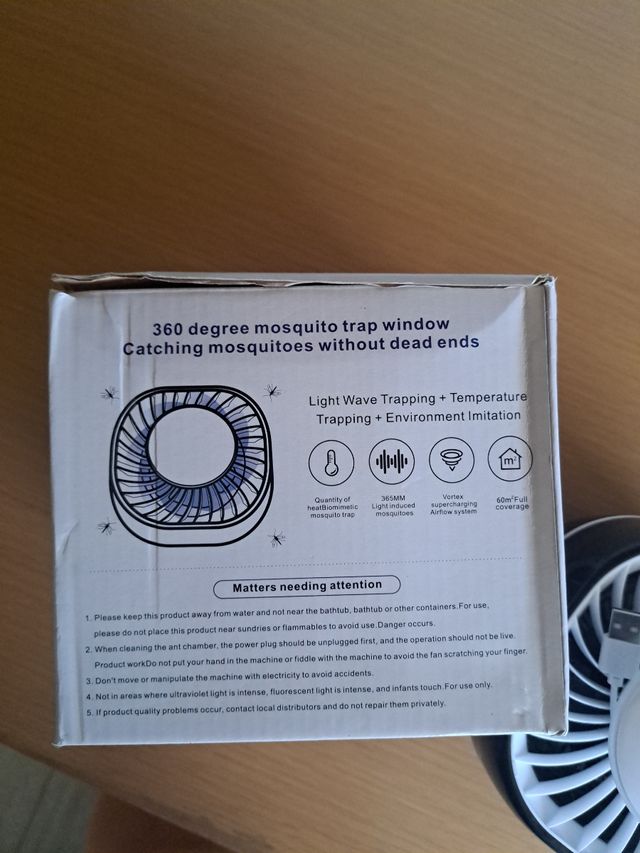 360 degree mosquito trap window
Catching mosquitoes without dead ends
Light Wave Trapping + Temperature
Trapping + Environment Imitation
m²
Quantity of
heatBiomimelic
mosquito trap
365MM
Light induced
mosquitoes
Vortex
supercharging
Airflow system
60m²Full
coverage
Matters needing attention
1. Please keep this product away from water and not near the bathtub, bathtub or other containers.For use,
please do not place this product near sundries or flammables to avoid use.Danger occurs.
2. When cleaning the ant chamber, the power plug should be unplugged first, and the operation should not be live.
Product workDo not put your hand in the machine or fiddle with the machine to avoid the fan scratching your finger.
3. Don't move or manipulate the machine with electricity to avoid accidents.
4. Not in areas where ultraviolet light is intense, fluorescent light is intense, and infants touch.For use only.
5. If product quality problems occur, contact local distributors and do not repair them privately.